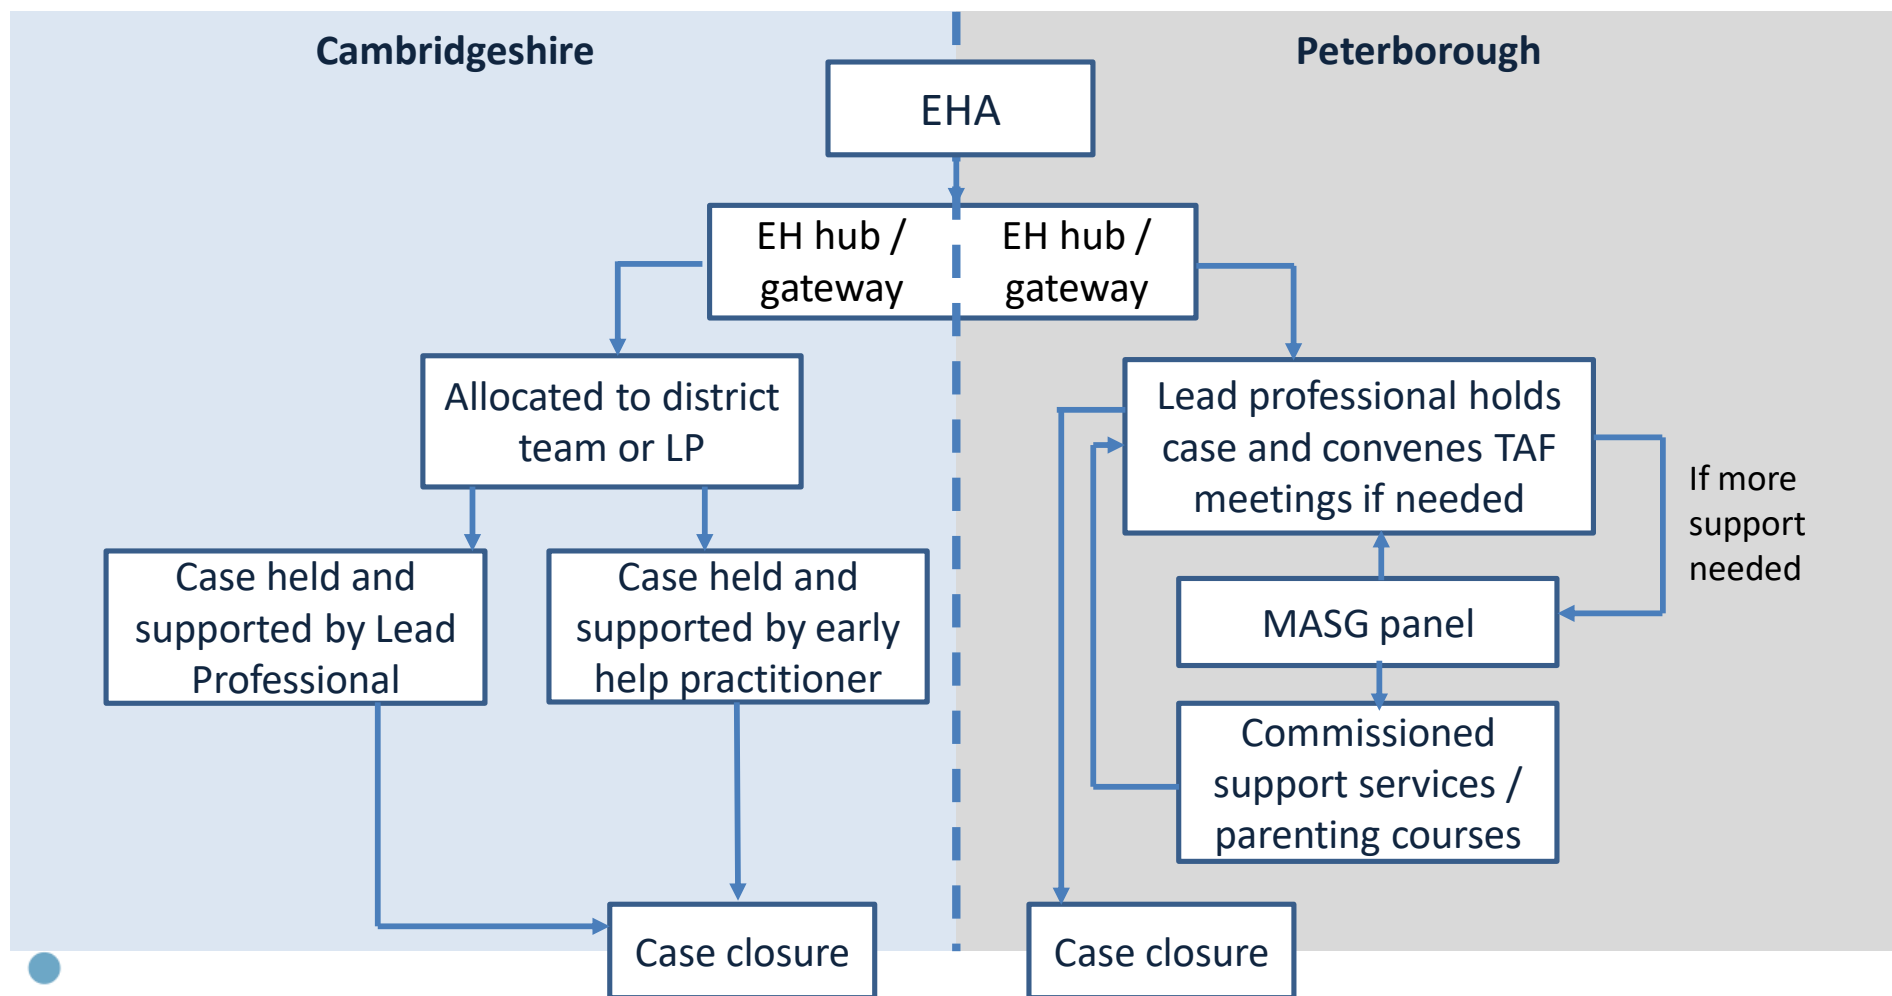 Cambridgeshire
Peterborough
EHA
EH hub /
gateway
EH hub /
gateway
Allocated to district
team or LP
Case held and
supported by Lead
Professional
Case held and
supported by early
help practitioner
Case closure
Lead professional holds
case and convenes TAF
meetings if needed
If more
support
needed
MASG panel
Commissioned
support services /
parenting courses
Case closure